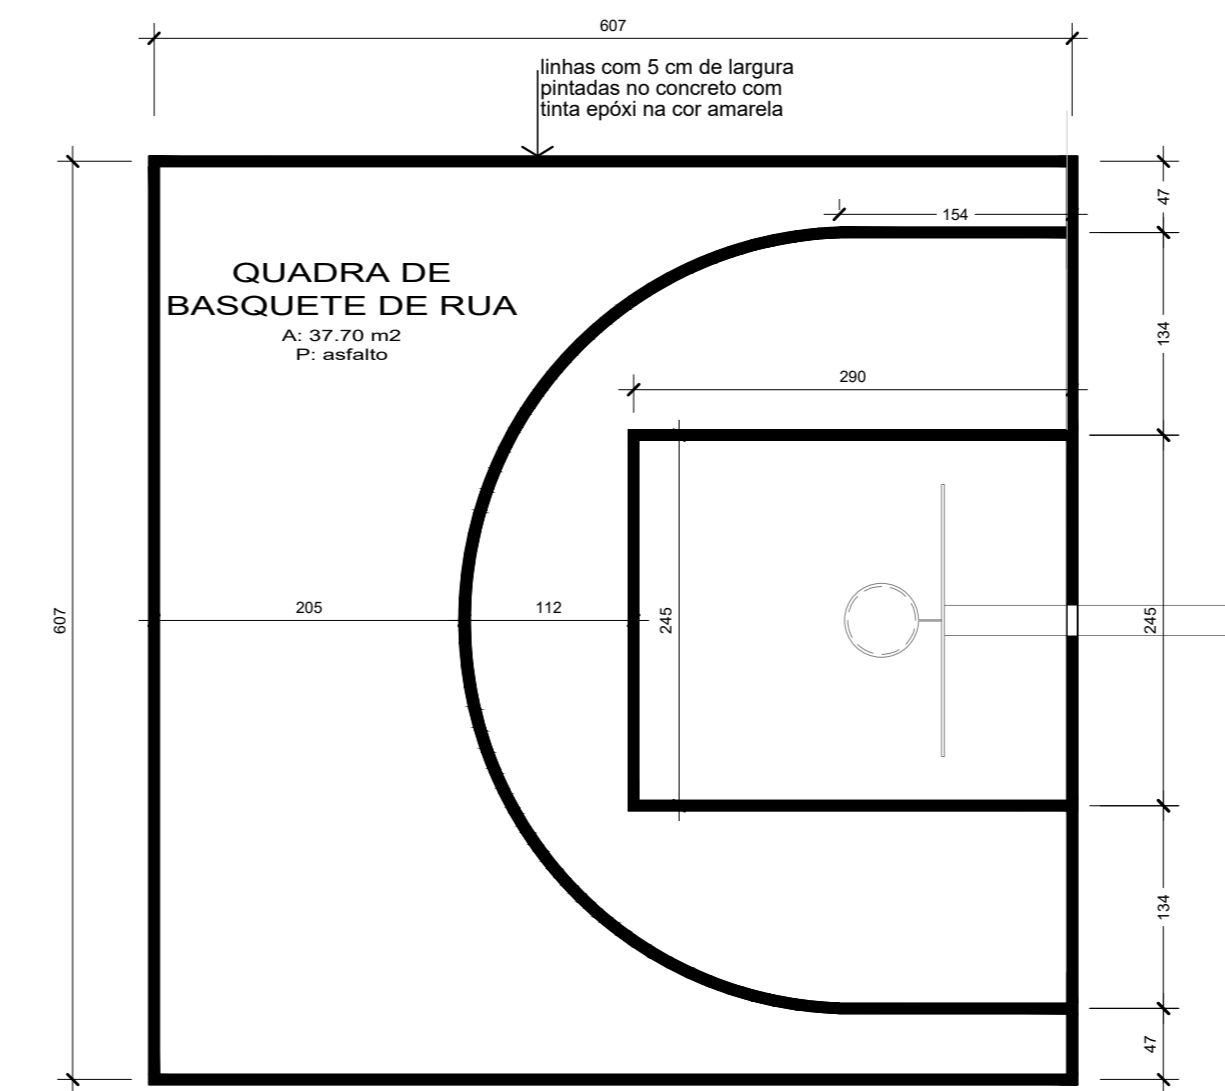 607
linhas com 5 cm de largura
pintadas no concreto com
tinta epóxi na cor amarela
47
154
QUADRA DE
BASQUETE DE RUA
A: 37.70 m2
P: asfalto
134
290
205
112
607
245
245
134
47